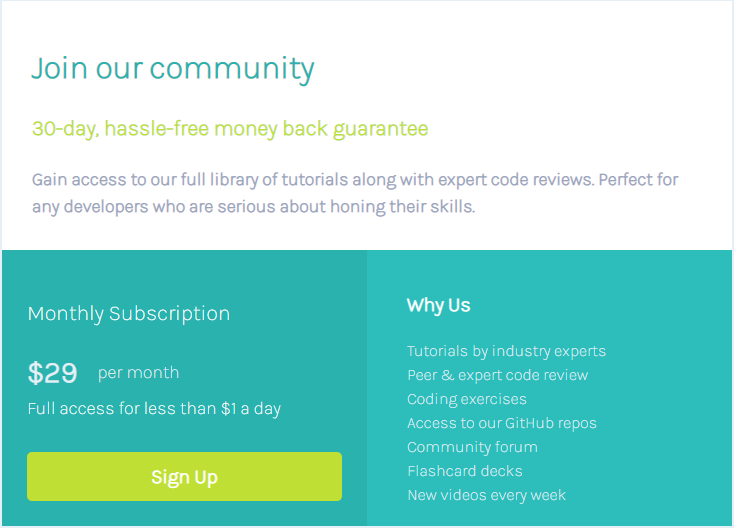 Join our community
30-day, hassle-free money back guarantee
Gain access to our full library of tutorials along with expert code reviews. Perfect for
any developers who are serious about honing their skills.
Monthly Subscription
$29 per month
Full access for less than $1 a day
Sign Up
Why Us
Tutorials by industry experts
Peer & expert code review
Coding exercises
Access to our GitHub repos
Community forum
Flashcard decks
New videos every week